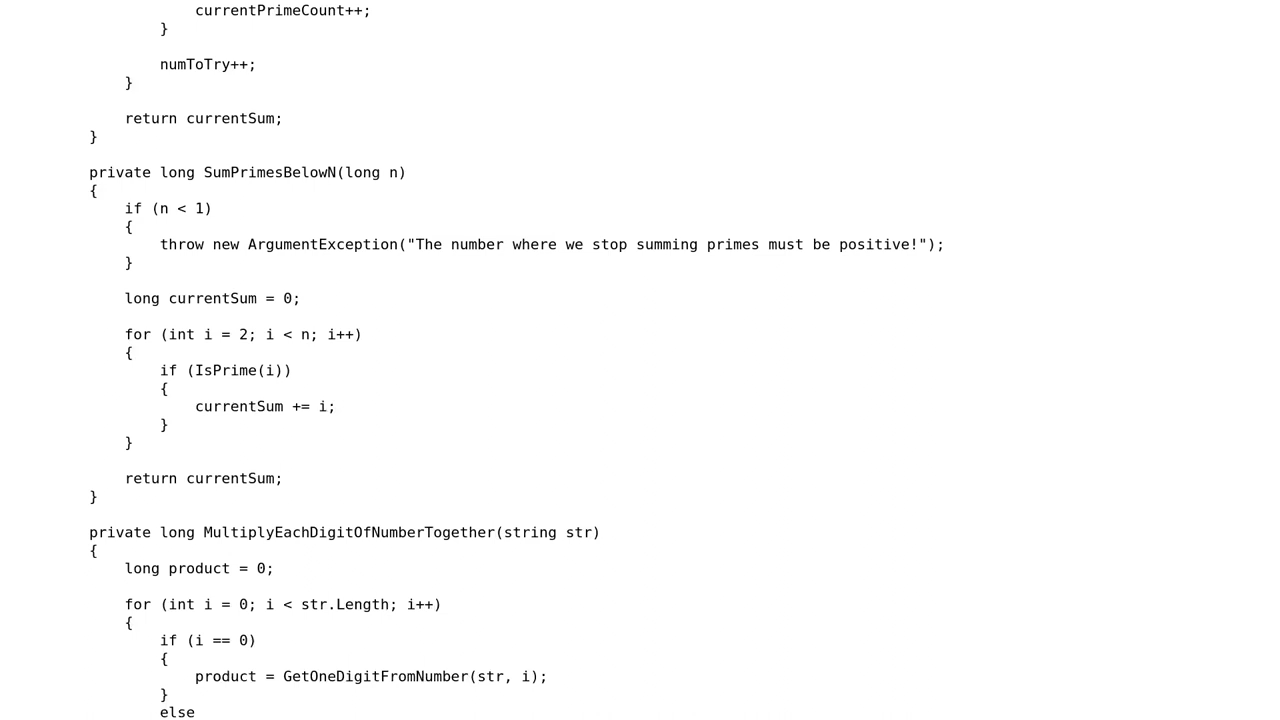 currentPrimeCount++;
}
numToTry++;
}
return currentSum;
}
private long SumPrimesBelowN(long n)
{
if (n < 1)
{
throw new ArgumentException("The number where we stop summing primes must be positive!");
}
long currentSum = 0;
for (int i = 2; i < n; i++)
{
if (IsPrime(i))
{
currentSum += i;
}
}
return currentSum;
}
private long MultiplyEachDigitOfNumberTogether(string str)
{
long product = 0;
for (int i = 0; i < str.Length; i++)
{
if (i == 0)
{
product = GetOneDigitFromNumber(str, i);
}
else